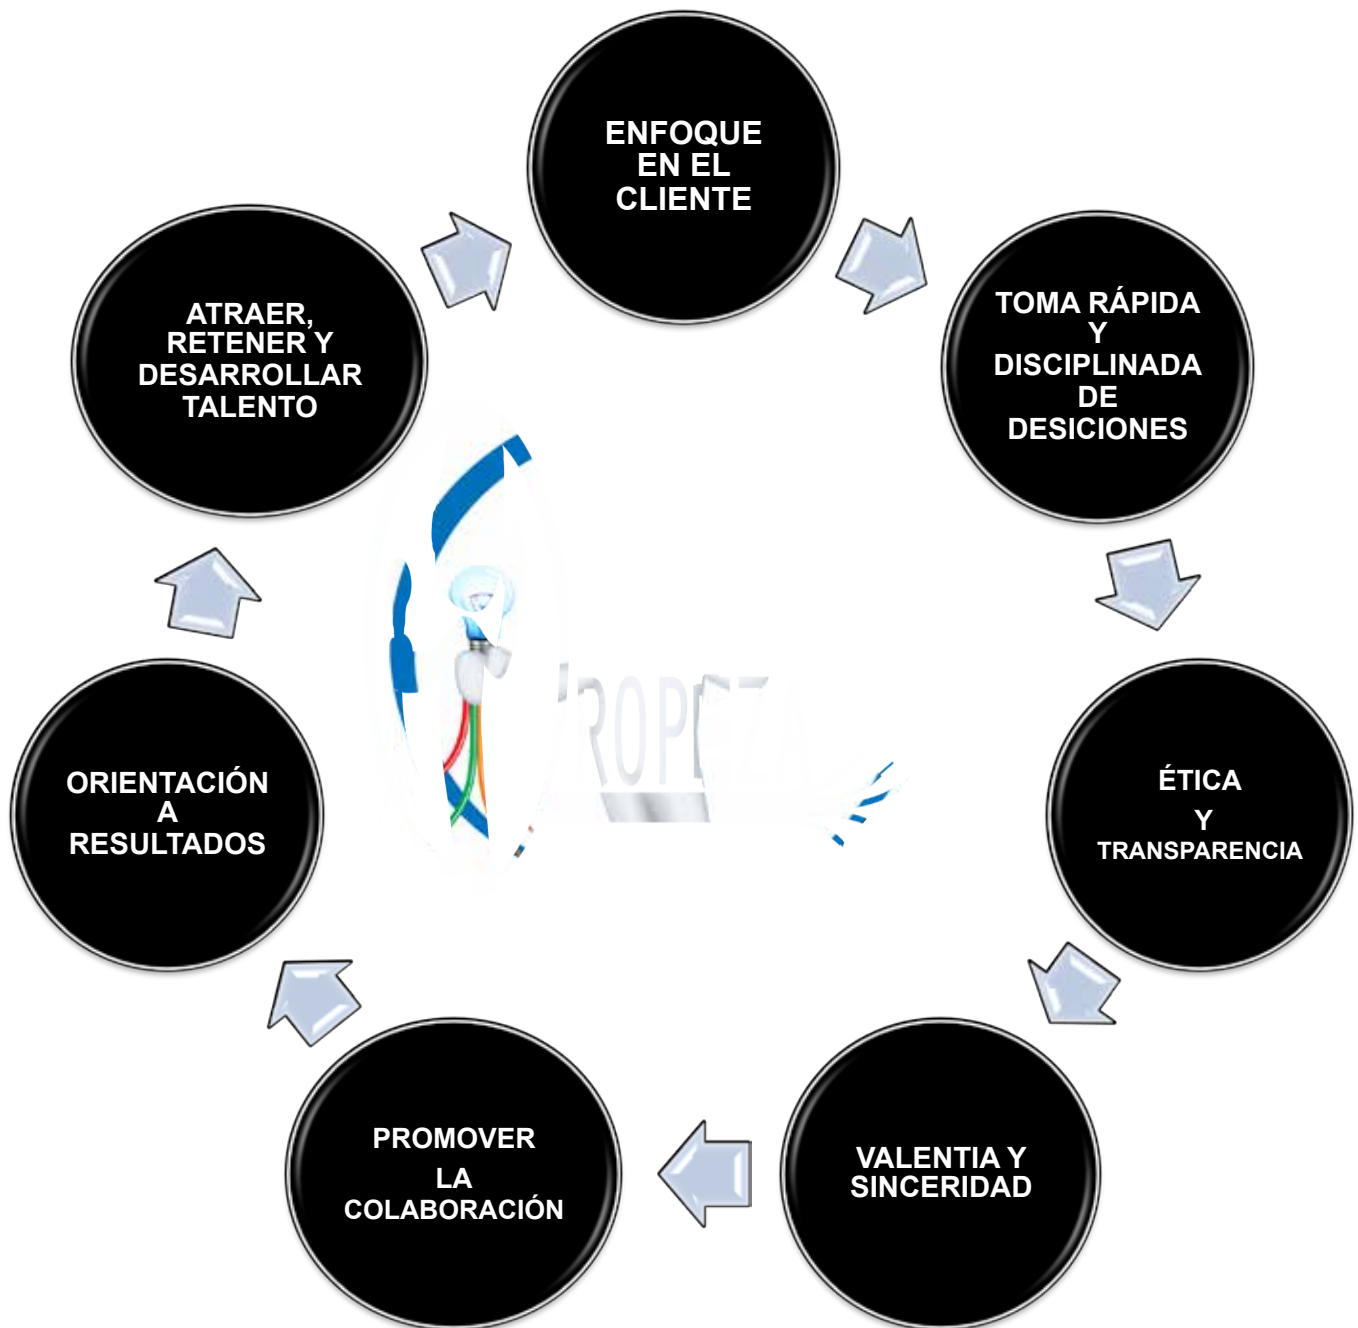 ENFOQUE
EN EL
CLIENTE
TOMA RÁPIDA
Y
DISCIPLINADA
DE
DESICIONES
ÉTICA
Y
TRANSPARENCIA
VALENTIA Y
SINCERIDAD
PROMOVER
LA
COLABORACIÓN
ORIENTACIÓN
A
RESULTADOS
ATRAER,
RETENER Y
DESARROLLAR
TALENTO